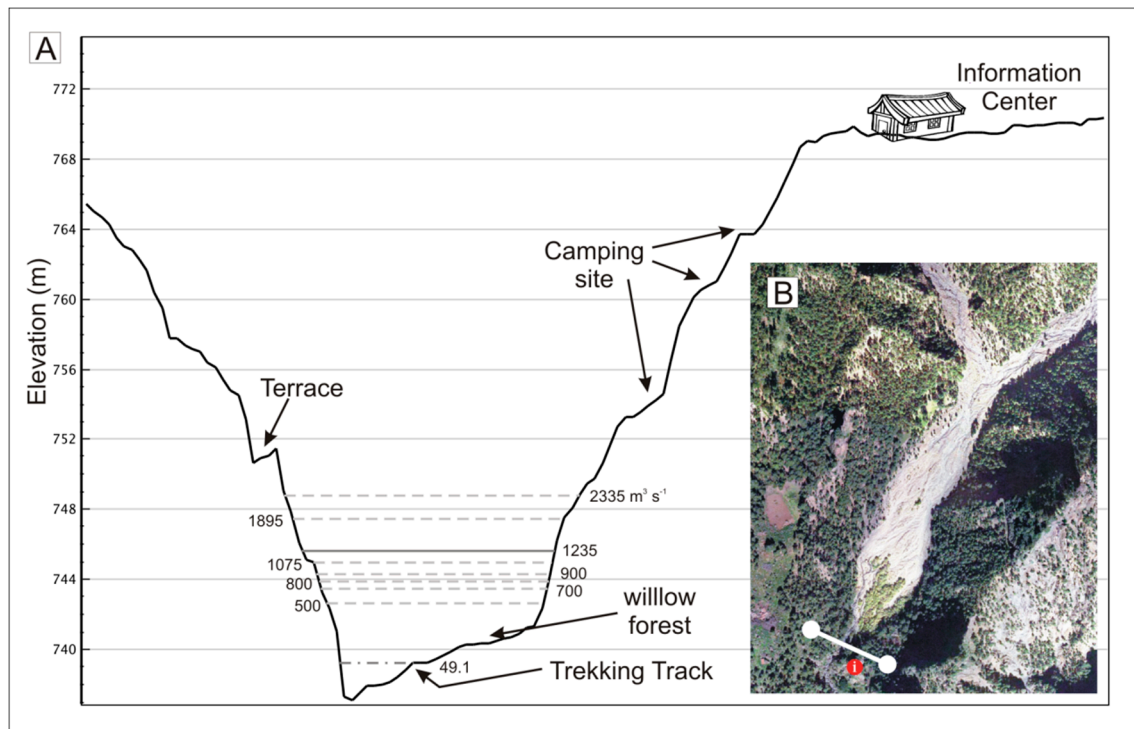 A
Elevation (m)
772
768
764
760
756
752
748
744
740
Information
Center
Camping
site
Terrace
2335 m³ s⁻¹
1895
1235
1075
900
800
700
500
willlow
forest
49.1
Trekking Track
B
i